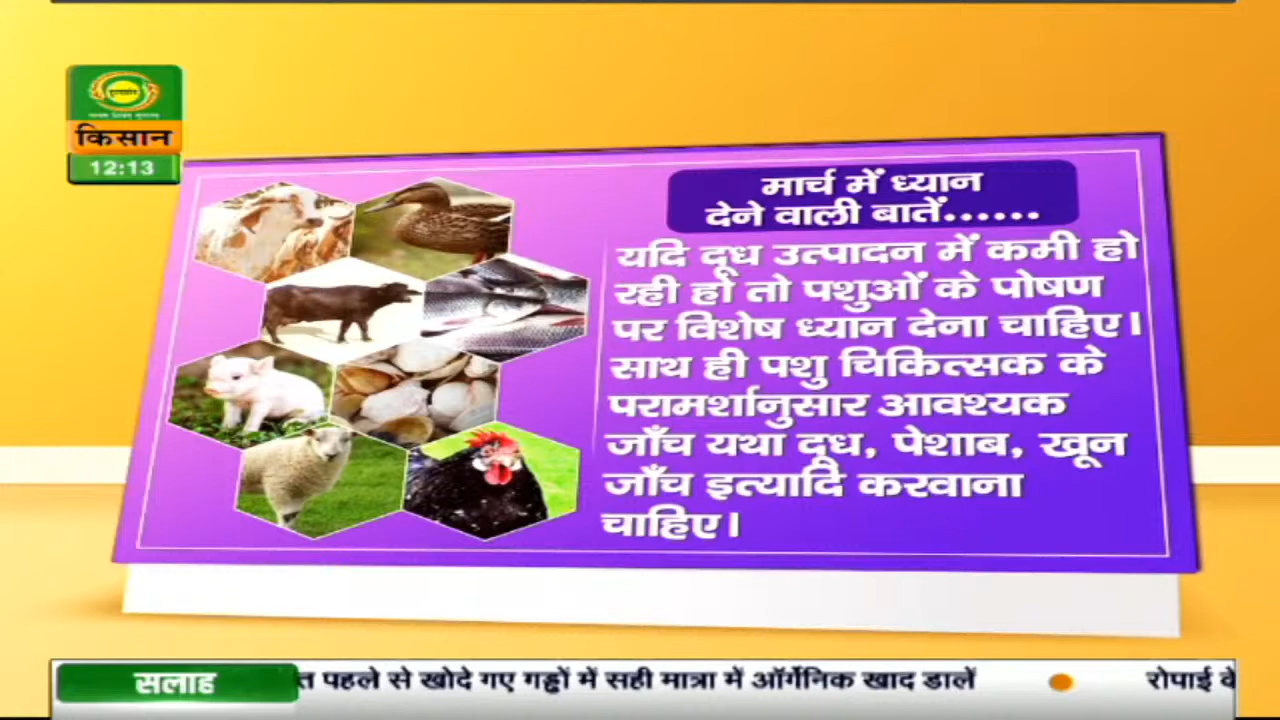 किसान
12:13
मार्च में ध्यान
देने वाली बातें......
यदि दूध उत्पादन में कमी हो
रही हो तो पशुओं के पोषण
पर विशेष ध्यान देना चाहिए।
साथ ही पशु चिकित्सक के
परामर्शानुसार आवश्यक
जाँच यथा दूध, पेशाब, खून
जाँच इत्यादि करवाना
चाहिए।
सलाह
त पहले से खोदे गए गड्ढों में सही मात्रा में ऑर्गेनिक खाद डालें
रोपाई के